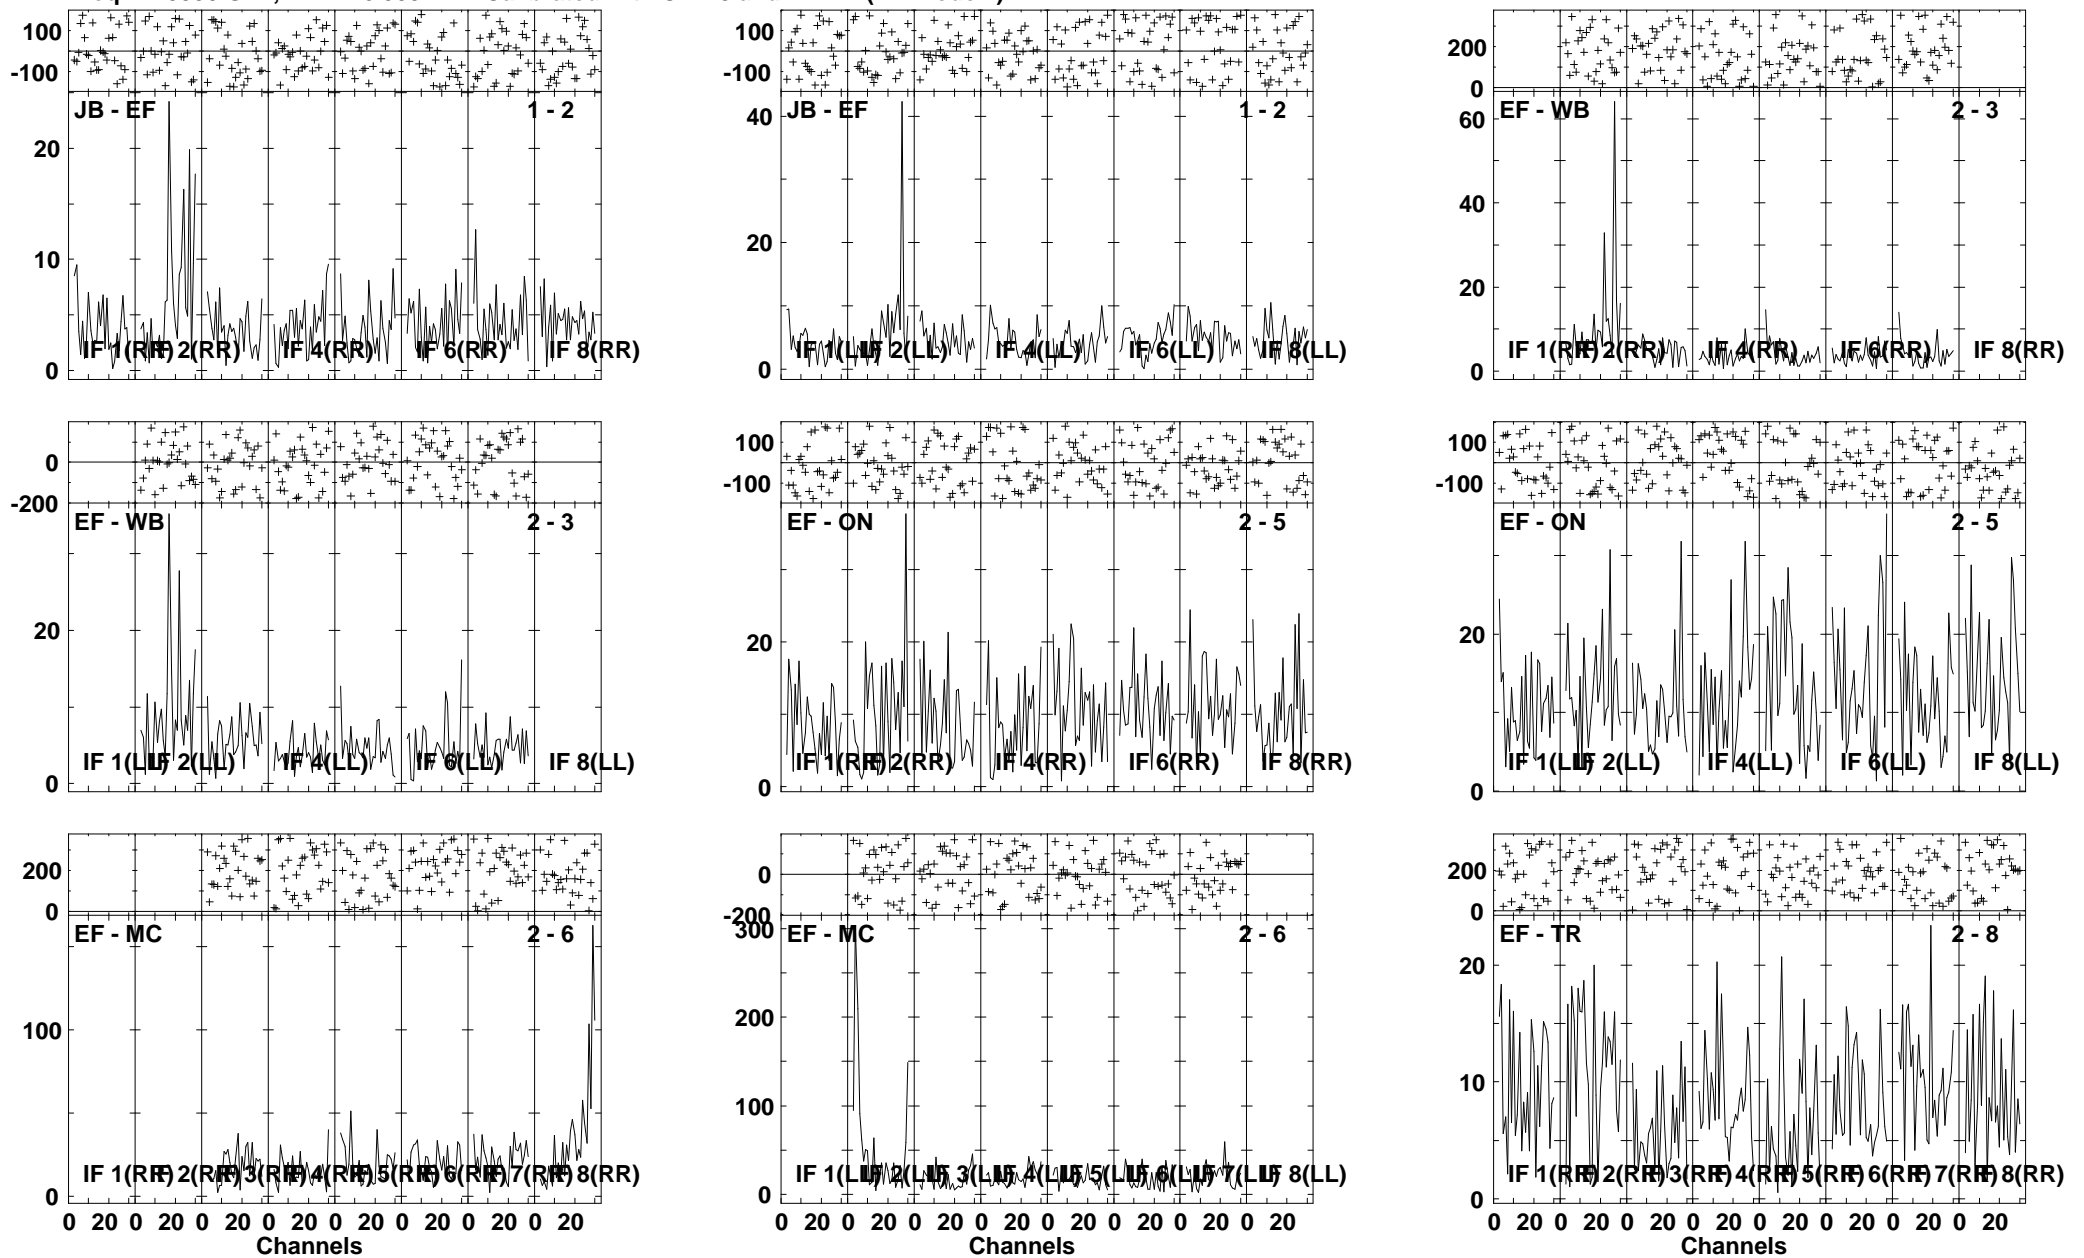 100
-100
JB - EF 1 - 2
20
10
0
IF 1(RR) IF 2(RR) IF 4(RR) IF 6(RR) IF 8(RR)
100
-100
JB - EF 1 - 2
40
20
0
IF 1(LL) IF 2(LL) IF 4(LL) IF 6(LL) IF 8(LL)
200
0
EF - WB 2 - 3
60
40
20
0
IF 1(RR) IF 2(RR) IF 4(RR) IF 6(RR) IF 8(RR)
0
-200
EF - WB 2 - 3
20
0
IF 1(LL) IF 2(LL) IF 4(LL) IF 6(LL) IF 8(LL)
100
-100
EF - ON 2 - 5
20
0
IF 1(RR) IF 2(RR) IF 4(RR) IF 6(RR) IF 8(RR)
100
-100
EF - ON 2 - 5
20
0
IF 1(LL) IF 2(LL) IF 4(LL) IF 6(LL) IF 8(LL)
200
0
EF - MC 2 - 6
100
0
IF 1(RR) IF 2(RR) IF 3(RR) IF 4(RR) IF 5(RR) IF 6(RR) IF 7(RR) IF 8(RR)
0 20 0 20 0 20 0 20 0 20 0 20 0 20 0 20
Channels
0
-200
EF - MC 2 - 6
300
200
100
0
IF 1(LL) IF 2(LL) IF 3(LL) IF 4(LL) IF 5(LL) IF 6(LL) IF 7(LL) IF 8(LL)
0 20 0 20 0 20 0 20 0 20 0 20 0 20 0 20
Channels
200
0
EF - TR 2 - 8
20
10
0
IF 1(RR) IF 2(RR) IF 3(RR) IF 4(RR) IF 5(RR) IF 6(RR) IF 7(RR) IF 8(RR)
0 20 0 20 0 20 0 20 0 20 0 20 0 20 0 20
Channels